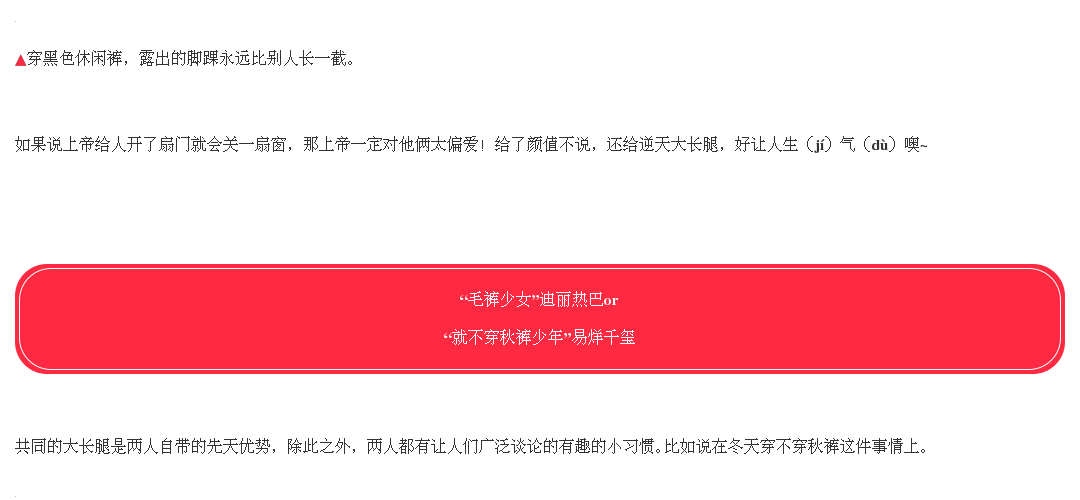 ▲穿黑色休闲裤，露出的脚踝永远比别人长一截。
如果说上帝给人开了扇门就会关一扇窗，那上帝一定对他俩太偏爱！给了颜值不说，还给逆天大长腿，好让人生（jí）气（dù）噢~
“毛裤少女”迪丽热巴or
“就不穿秋裤少年”易烊千玺
共同的大长腿是两人自带的先天优势，除此之外，两人都有让人们广泛谈论的有趣的小习惯。比如说在冬天穿不穿秋裤这件事情上。